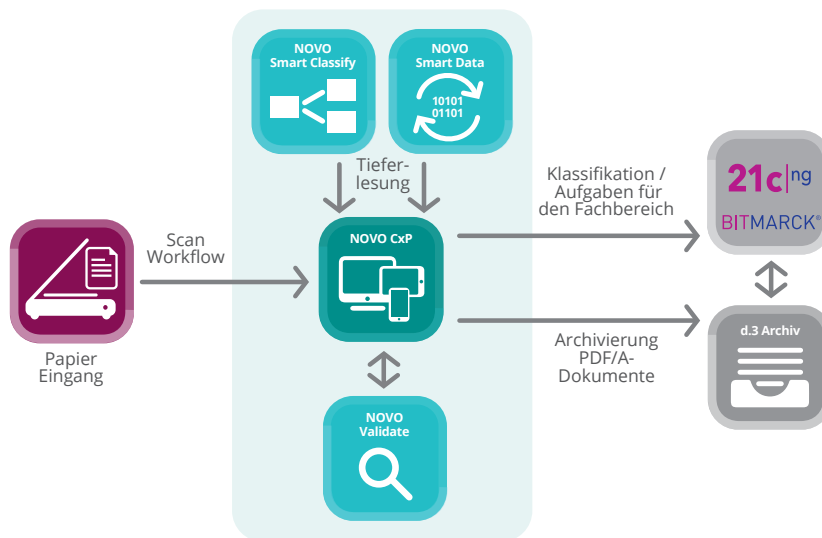 NOVO
Smart Classify
NOVO
Smart Data
10101
01101
Tiefer-
lesung
Klassifikation /
Aufgaben für
den Fachbereich
21c|ng
BITMARCK®
Scan
Workflow
NOVO CxP
Papier
Eingang
Archivierung
PDF/A-
Dokumente
d.3 Archiv
NOVO
Validate